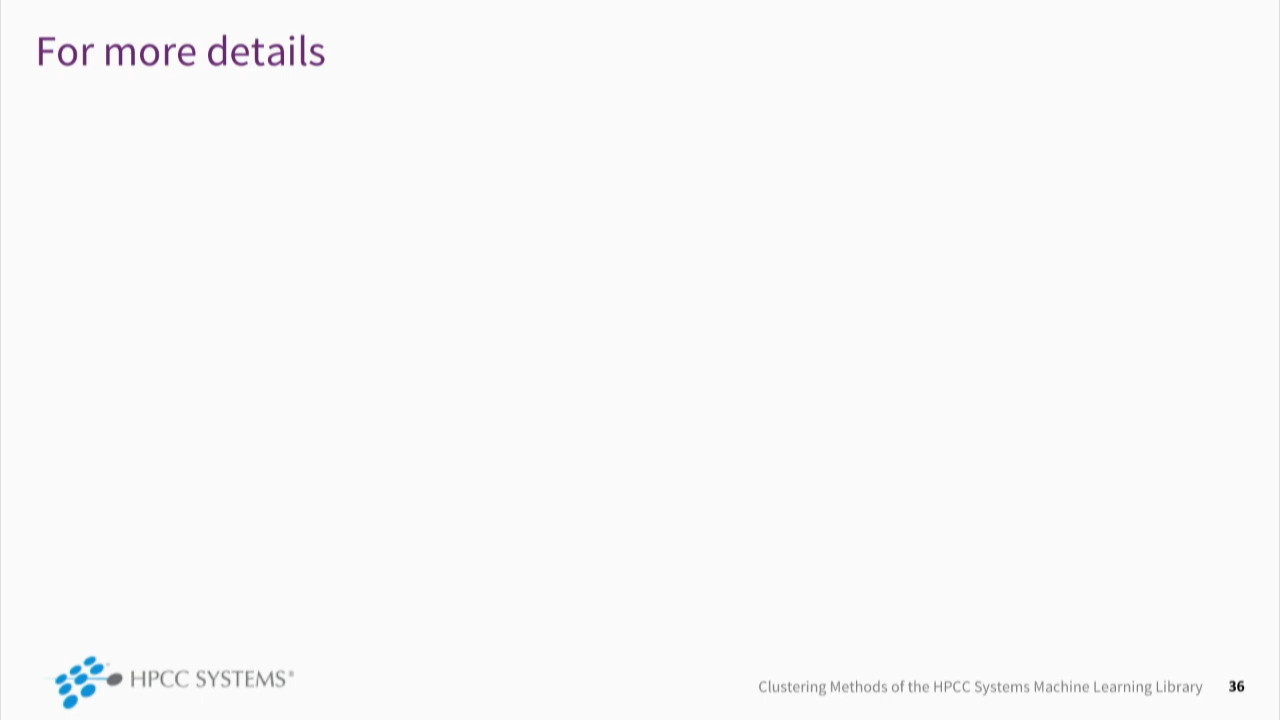 For more details
HPCC SYSTEMS®
Clustering Methods of the HPCC Systems Machine Learning Library 36